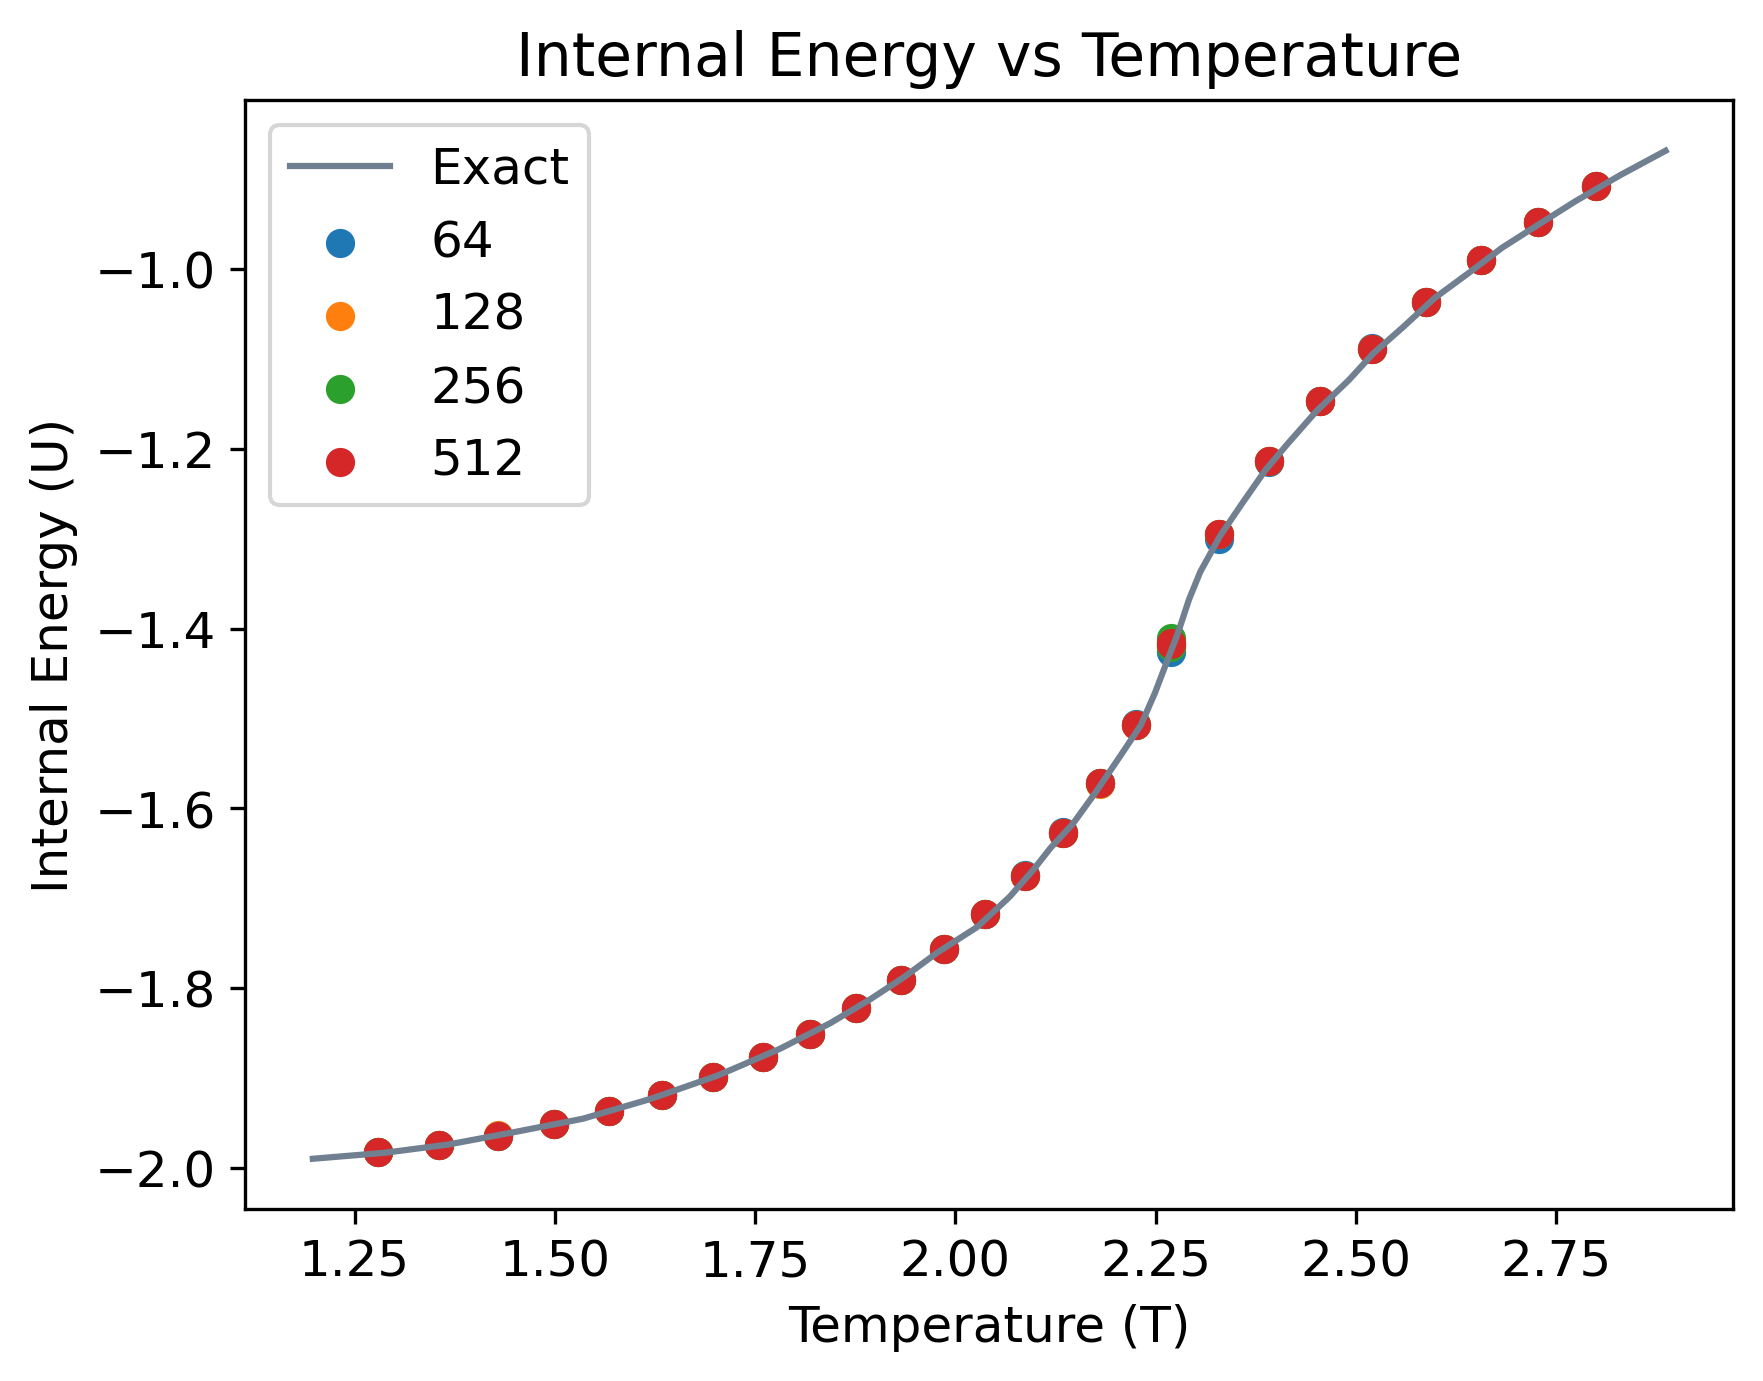 Internal Energy vs Temperature
Exact
64
128
256
512
Internal Energy (U)
−1.0
−1.2
−1.4
−1.6
−1.8
−2.0
1.25 1.50 1.75 2.00 2.25 2.50 2.75
Temperature (T)